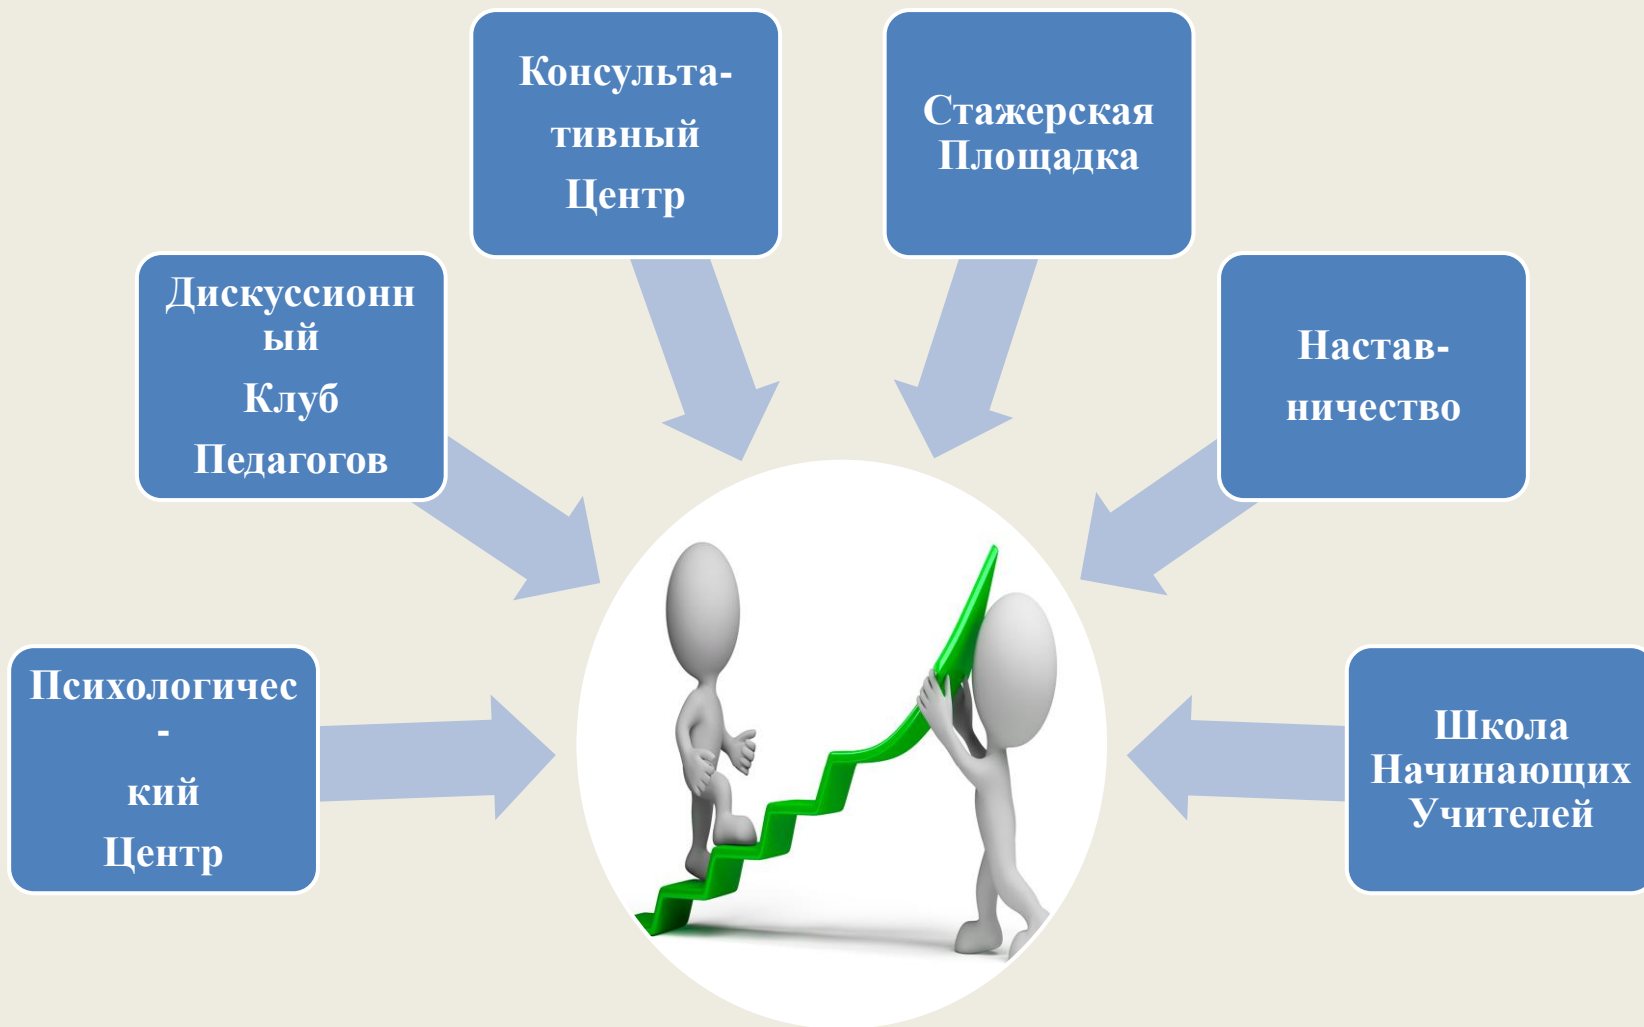 Консульта-
тивный
Центр
Стажерская
Площадка
Дискуссионн
ый
Клуб
Педагогов
Настав-
ничество
Психологичес
-
кий
Центр
Школа
Начинающих
Учителей